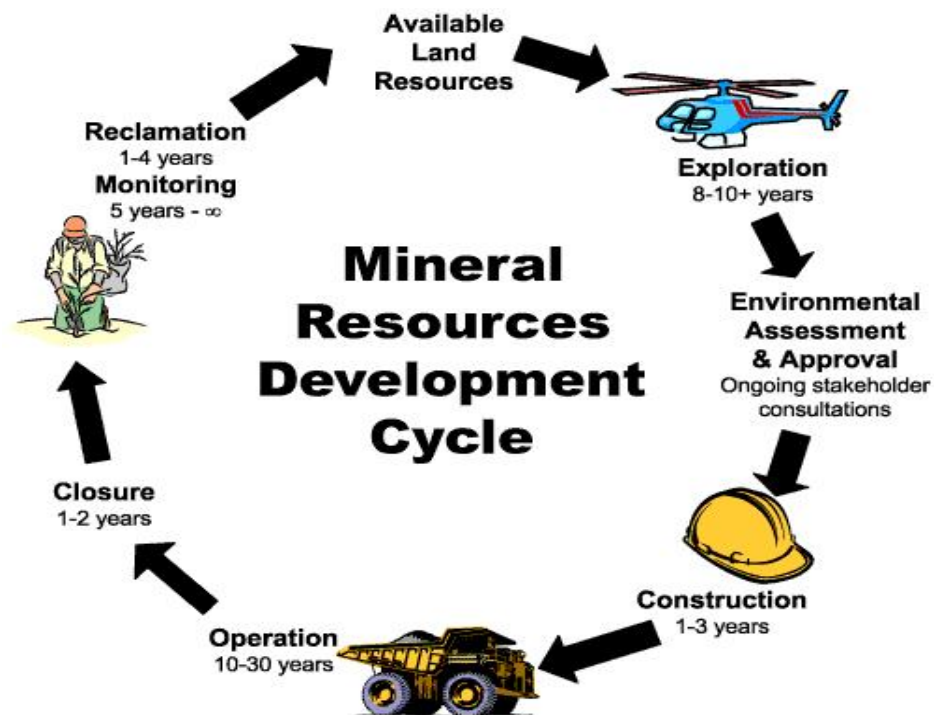 Available
Land
Resources
Exploration
8-10+ years
Environmental
Assessment
& Approval
Ongoing stakeholder
consultations
Construction
1-3 years
Operation
10-30 years
Closure
1-2 years
Reclamation
1-4 years
Monitoring
5 years - ∞
Mineral
Resources
Development
Cycle